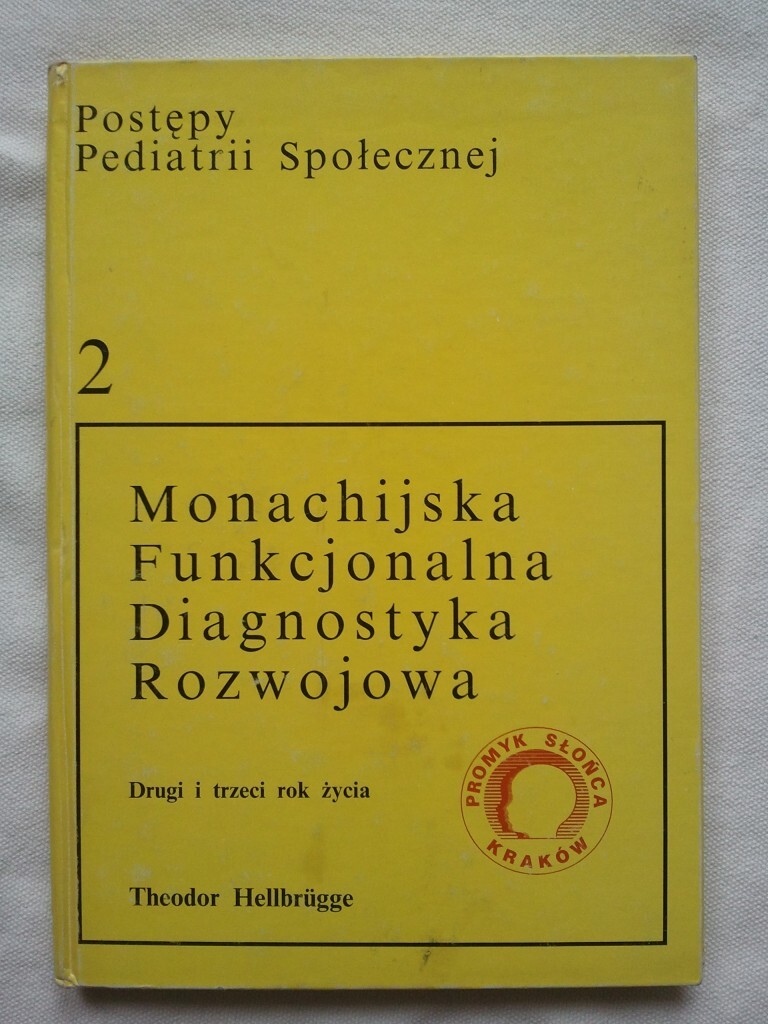 Postępy
Pediatrii Społecznej
2
Monachijska
Funkcjonalna
Diagnostyka
Rozwojowa
Drugi i trzeci rok życia
PROMYK SŁOŃCA
KRAKÓW
Theodor Hellbrügge